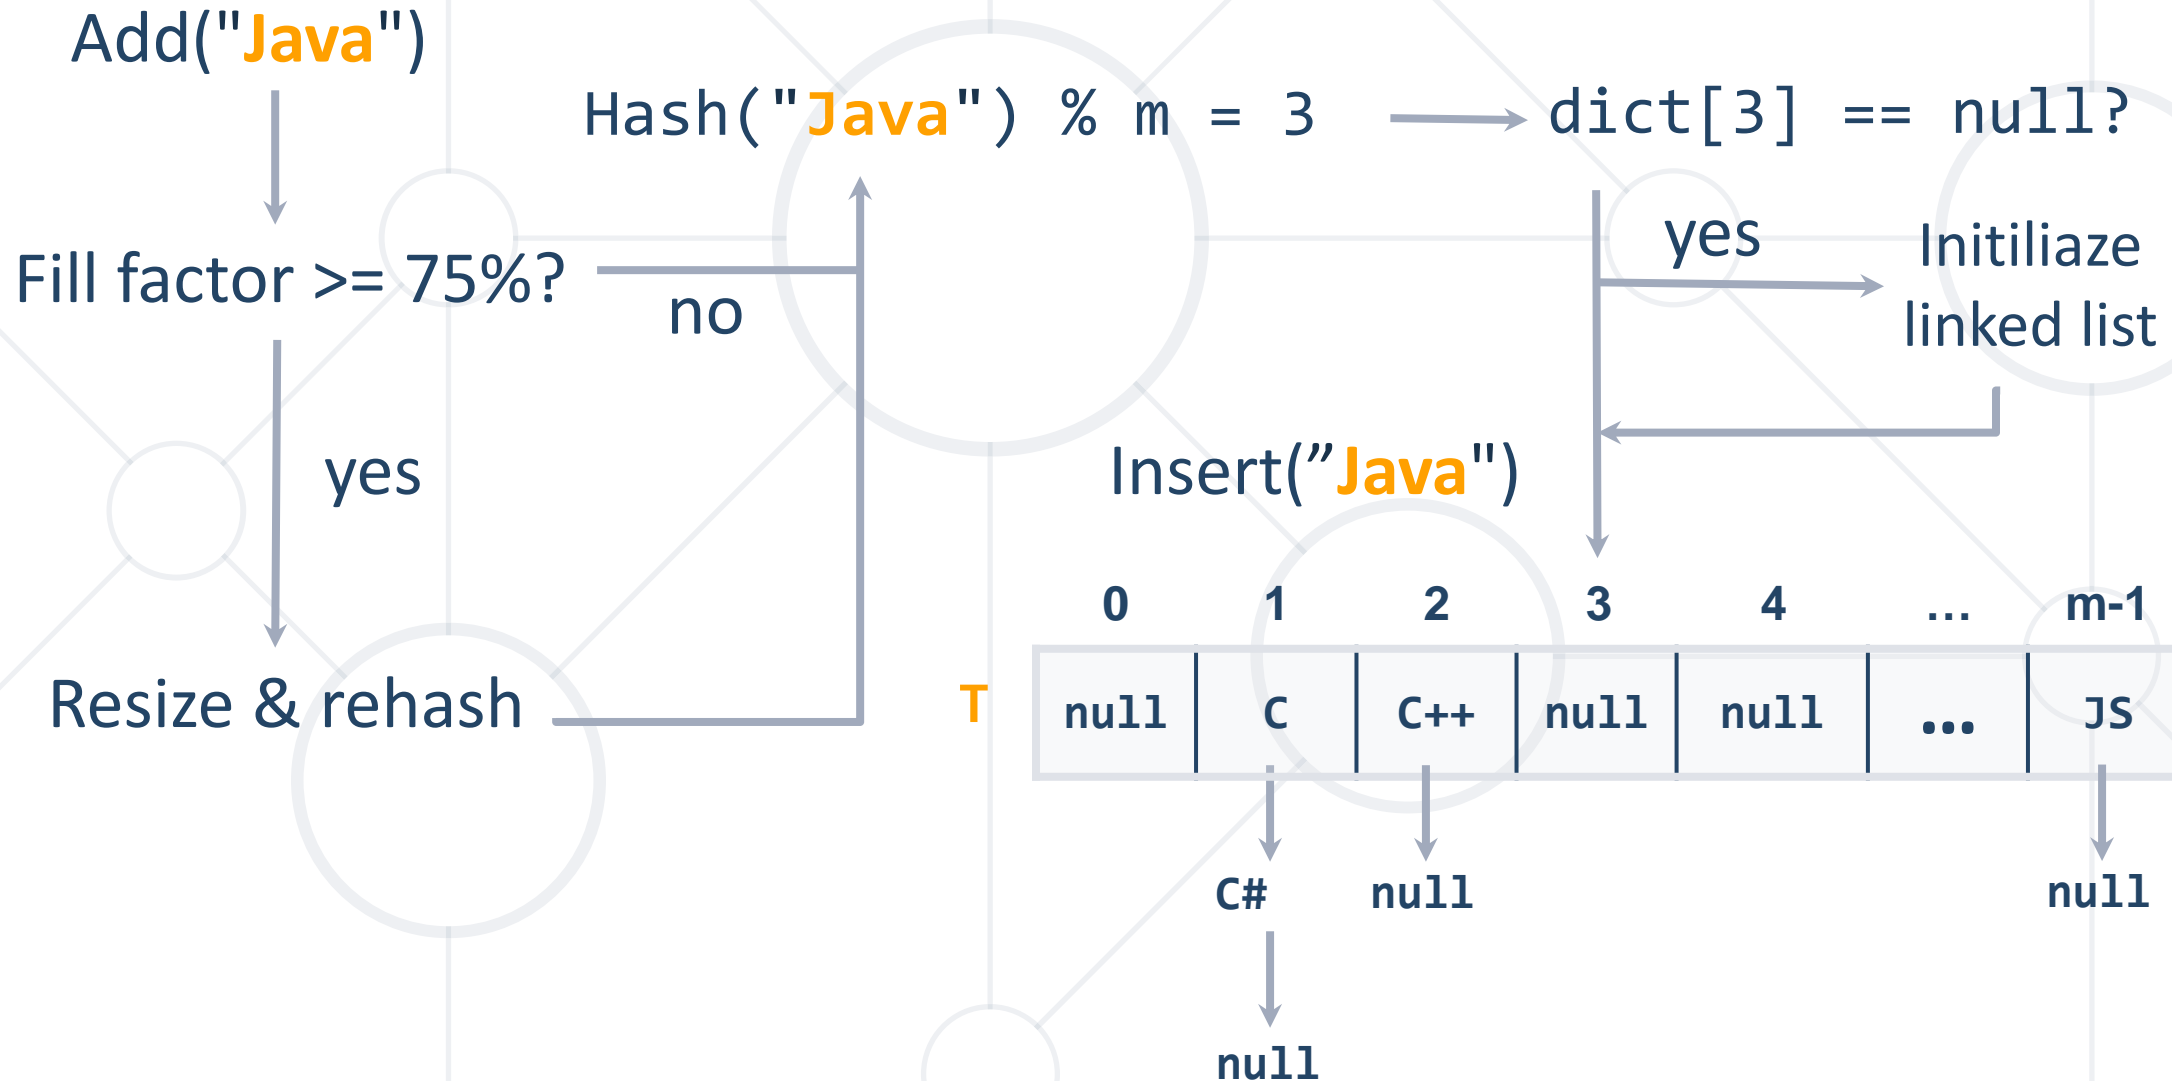 Add("Java")
Hash("Java") % m = 3
dict[3] == null?
Fill factor >= 75%?
no
yes
Initiliaze
linked list
yes
Insert(”Java")
Resize & rehash
0 1 2 3 4 ... m-1
T
null C C++ null null ... JS
C# null null
null